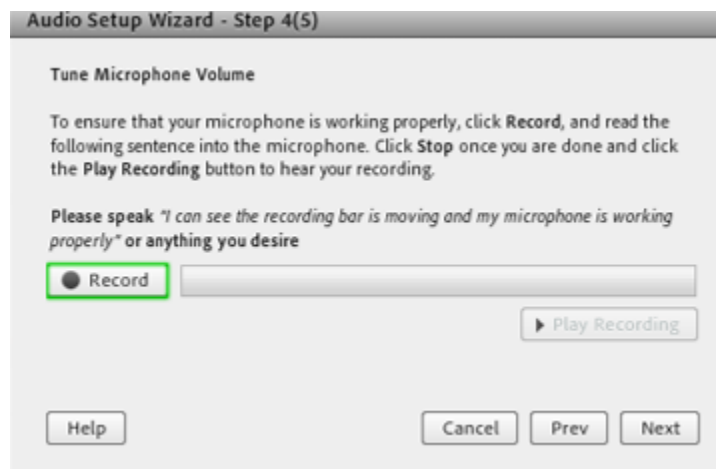 Audio Setup Wizard - Step 4(5)
Tune Microphone Volume
To ensure that your microphone is working properly, click Record, and read the
following sentence into the microphone. Click Stop once you are done and click
the Play Recording button to hear your recording.
Please speak "I can see the recording bar is moving and my microphone is working
properly" or anything you desire
Record
Play Recording
Help
Cancel
Prev
Next